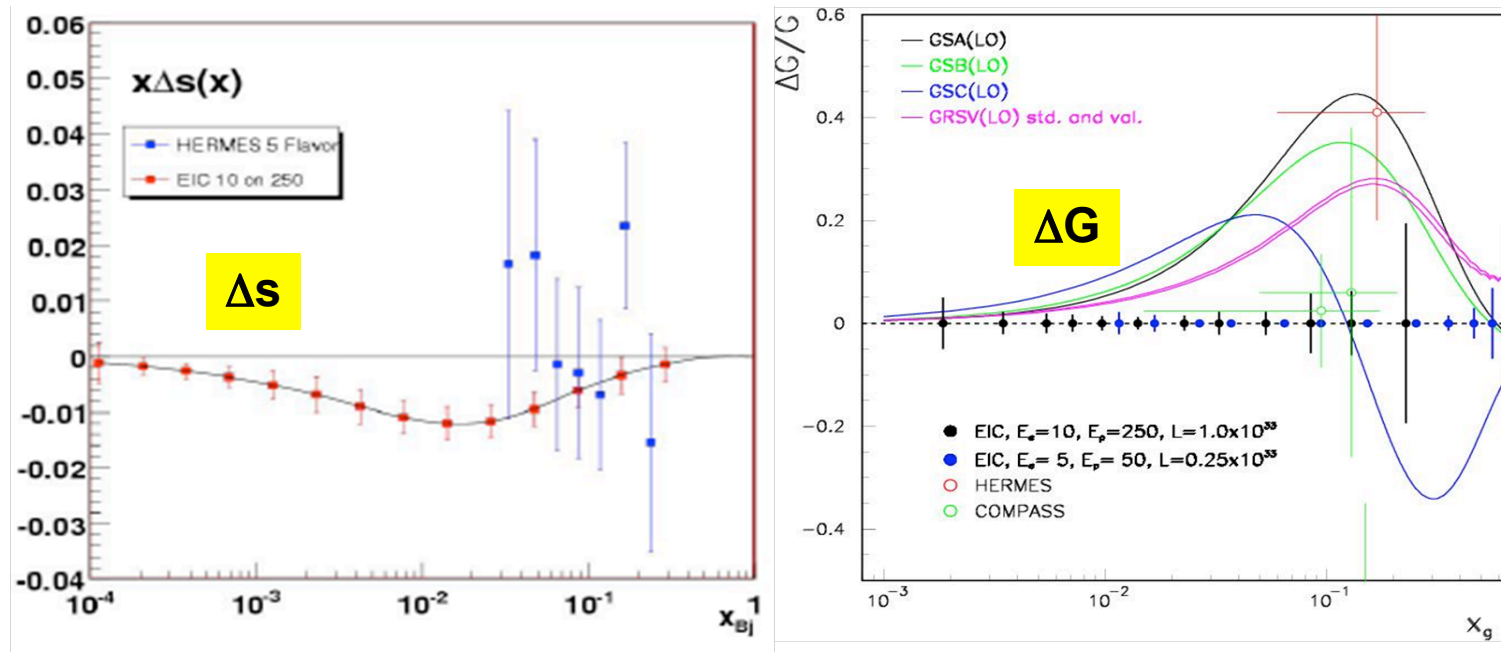 0.06
0.05
0.04
0.03
0.02
0.01
0
-0.01
-0.02
-0.03
-0.04
xΔs(x)
HERMES 5 Flavor
EIC 10 on 250
Δs
10⁻⁴
10⁻³
10⁻²
10⁻¹
1
x_Bj
ΔG/G
0.6
0.4
0.2
0
-0.2
-0.4
GSA(LO)
GSB(LO)
GSC(LO)
GRSV(LO) std. and val.
ΔG
EIC, E_e=10, E_p=250, L=1.0x10³³
EIC, E_e= 5, E_p= 50, L=0.25x10³³
HERMES
COMPASS
10⁻³
10⁻²
10⁻¹
x_g